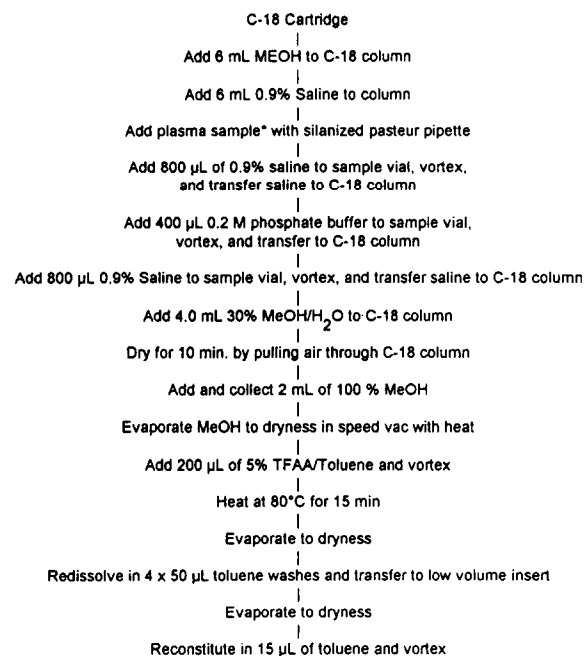 C-18 Cartridge
Add 6 mL MEOH to C-18 column
Add 6 mL 0.9% Saline to column
Add plasma sample* with silanized pasteur pipette
Add 800 µL of 0.9% saline to sample vial, vortex,
and transfer saline to C-18 column
Add 400 µL 0.2 M phosphate buffer to sample vial,
vortex, and transfer to C-18 column
Add 800 µL 0.9% Saline to sample vial, vortex, and transfer saline to C-18 column
Add 4.0 mL 30% MeOH/H₂O to C-18 column
Dry for 10 min. by pulling air through C-18 column
Add and collect 2 mL of 100 % MeOH
Evaporate MeOH to dryness in speed vac with heat
Add 200 µL of 5% TFAA/Toluene and vortex
Heat at 80°C for 15 min
Evaporate to dryness
Redissolve in 4 x 50 µL toluene washes and transfer to low volume insert
Evaporate to dryness
Reconstitute in 15 µL of toluene and vortex